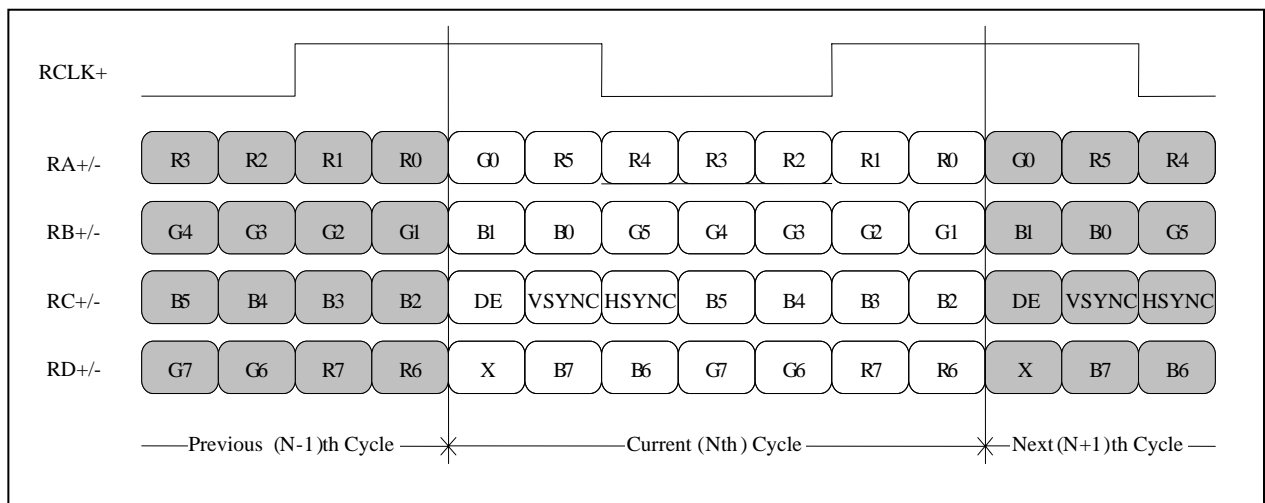 RCLK+
RA+/- R3 R2 R1 R0 G0 R5 R4 R3 R2 R1 R0 G0 R5 R4
RB+/- G4 G3 G2 G1 B1 B0 G5 G4 G3 G2 G1 B1 B0 G5
RC+/- B5 B4 B3 B2 DE VSYNC HSYNC B5 B4 B3 B2 DE VSYNC HSYNC
RD+/- G7 G6 R7 R6 X B7 B6 G7 G6 R7 R6 X B7 B6
Previous (N-1)th Cycle Current (Nth) Cycle Next (N+1)th Cycle